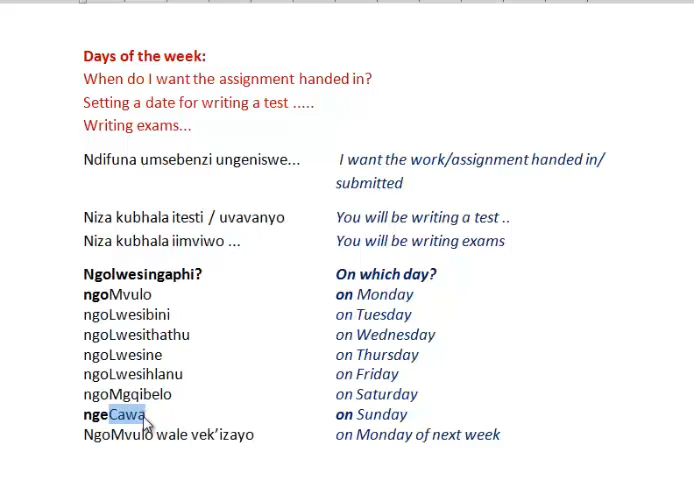 Days of the week:
When do I want the assignment handed in?
Setting a date for writing a test .....
Writing exams...
Ndifuna umsebenzi ungeniswe... I want the work/assignment handed in/
submitted
Niza kubhala itesti / uvavanyo You will be writing a test ..
Niza kubhala iimviwo ... You will be writing exams
Ngolwesingaphi? On which day?
ngoMvulo on Monday
ngoLwesibini on Tuesday
ngoLwesithathu on Wednesday
ngoLwesine on Thursday
ngoLwesihlanu on Friday
ngoMgqibelo on Saturday
ngeCawa on Sunday
NgoMvulo wale vek'izayo on Monday of next week